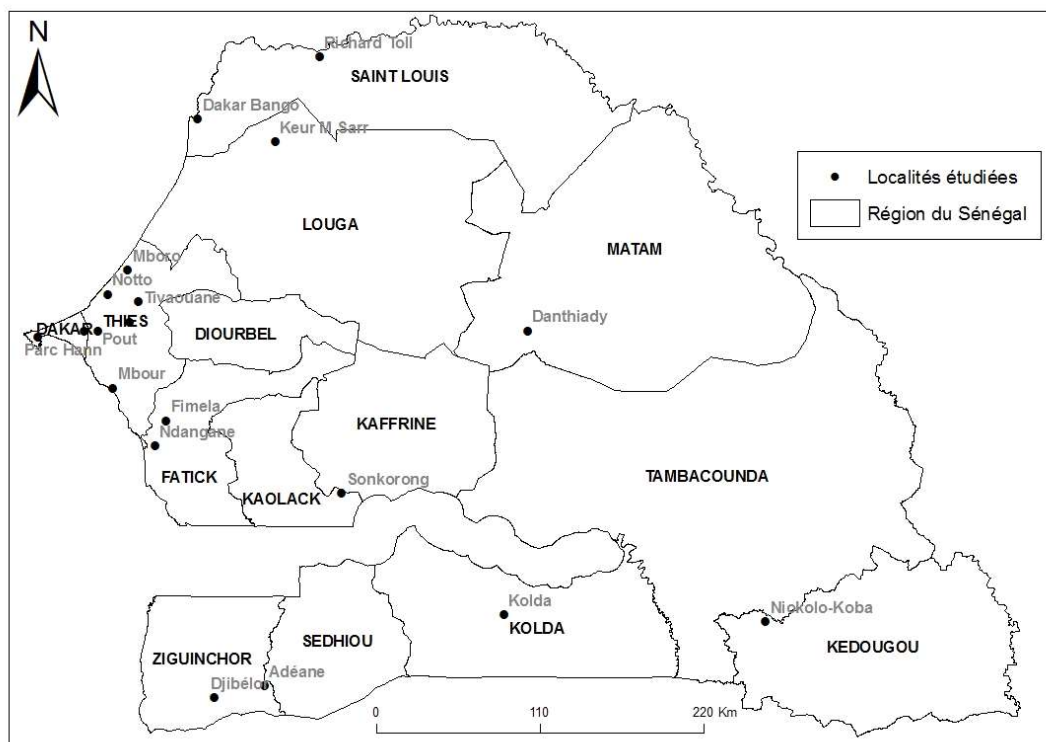 N
Richard Toll
SAINT LOUIS
Dakar Bango
Keur M Sarr
Localités étudiées
Région du Sénégal
LOUGA
MATAM
Mboro
Notto
Tivaouane
DAKAR
THIES
Pout
DIOURBEL
Danthiady
Parc Hann
Mbour
Fimela
KAFFRINE
Ndangane
FATICK
KAOLACK
Sonkorong
TAMBACOUNDA
Kolda
KOLDA
Niokolo-Koba
SEDHIOU
KEDOUGOU
ZIGUINCHOR
Adéane
Djibélor
0 110 220 Km